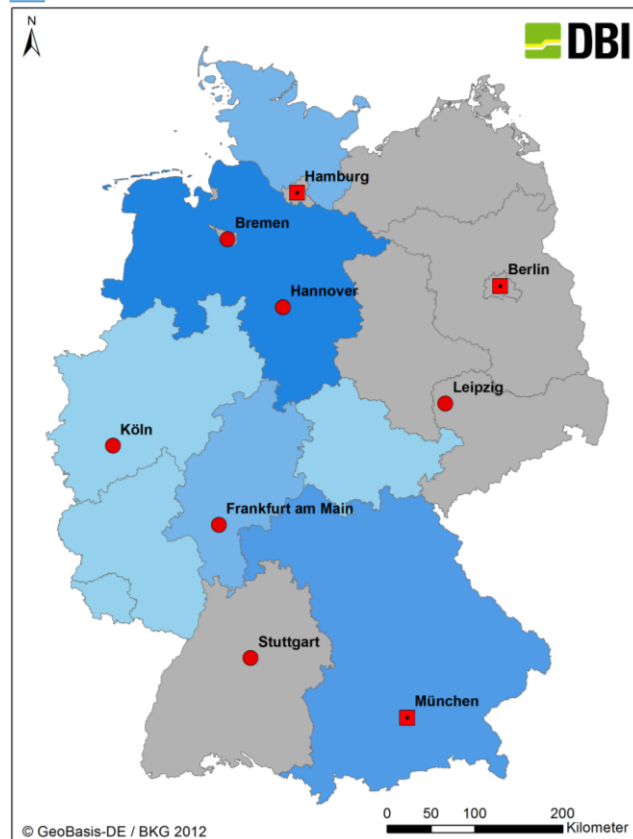 N
DBI
Hamburg
Bremen
Berlin
Hannover
Leipzig
Köln
Frankfurt am Main
Stuttgart
München
© GeoBasis-DE / BKG 2012
0 50 100 200
Kilometer